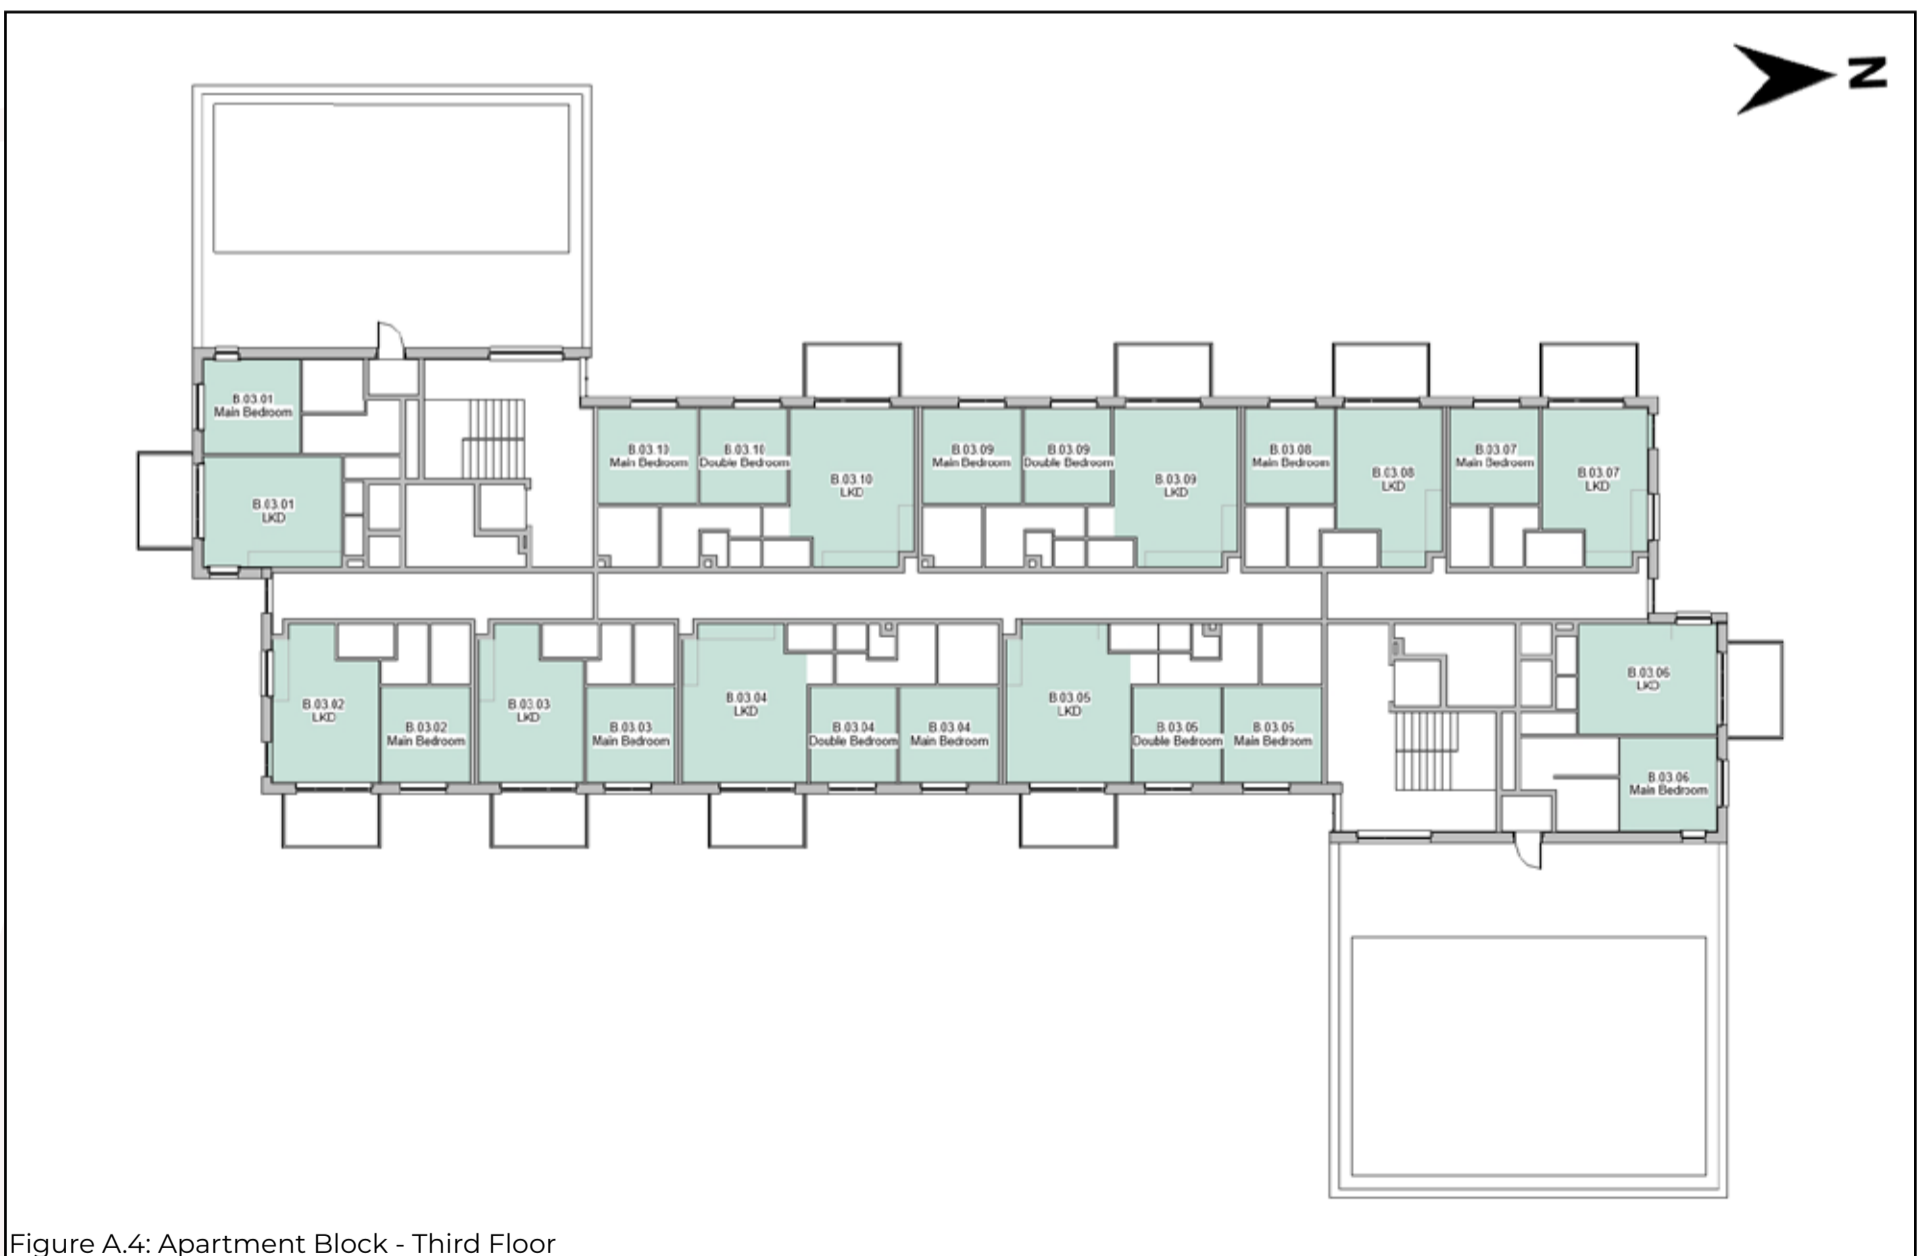 N
B.03.01
Main Bedroom
B.03.01
LKD
B.03.10
Main Bedroom
B.03.10
Double Bedroom
B.03.10
LKD
B.03.09
Main Bedroom
B.03.09
Double Bedroom
B.03.09
LKD
B.03.08
Main Bedroom
B.03.08
LKD
B.03.07
Main Bedroom
B.03.07
LKD
B.03.02
LKD
B.03.02
Main Bedroom
B.03.03
LKD
B.03.03
Main Bedroom
B.03.04
LKD
B.03.04
Double Bedroom
B.03.04
Main Bedroom
B.03.05
LKD
B.03.05
Double Bedroom
B.03.05
Main Bedroom
B.03.06
LKD
B.03.06
Main Bedroom
Figure A.4: Apartment Block - Third Floor